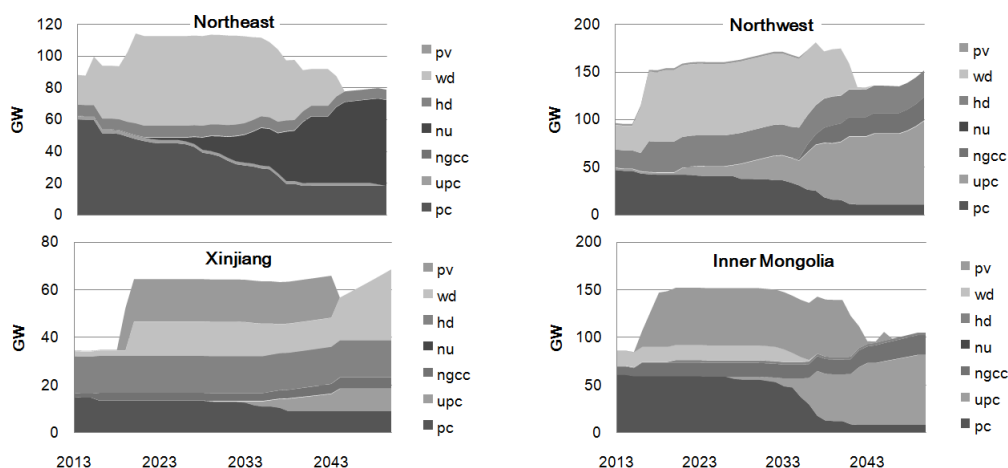 Northeast
120
100
80
60
40
20
0
GW
pv
wd
hd
nu
ngcc
upc
pc
Northwest
200
150
100
50
0
GW
pv
wd
hd
nu
ngcc
upc
pc
Xinjiang
80
60
40
20
0
GW
2013 2023 2033 2043
pv
wd
hd
nu
ngcc
upc
pc
Inner Mongolia
200
150
100
50
0
GW
2013 2023 2033 2043
pv
wd
hd
nu
ngcc
upc
pc